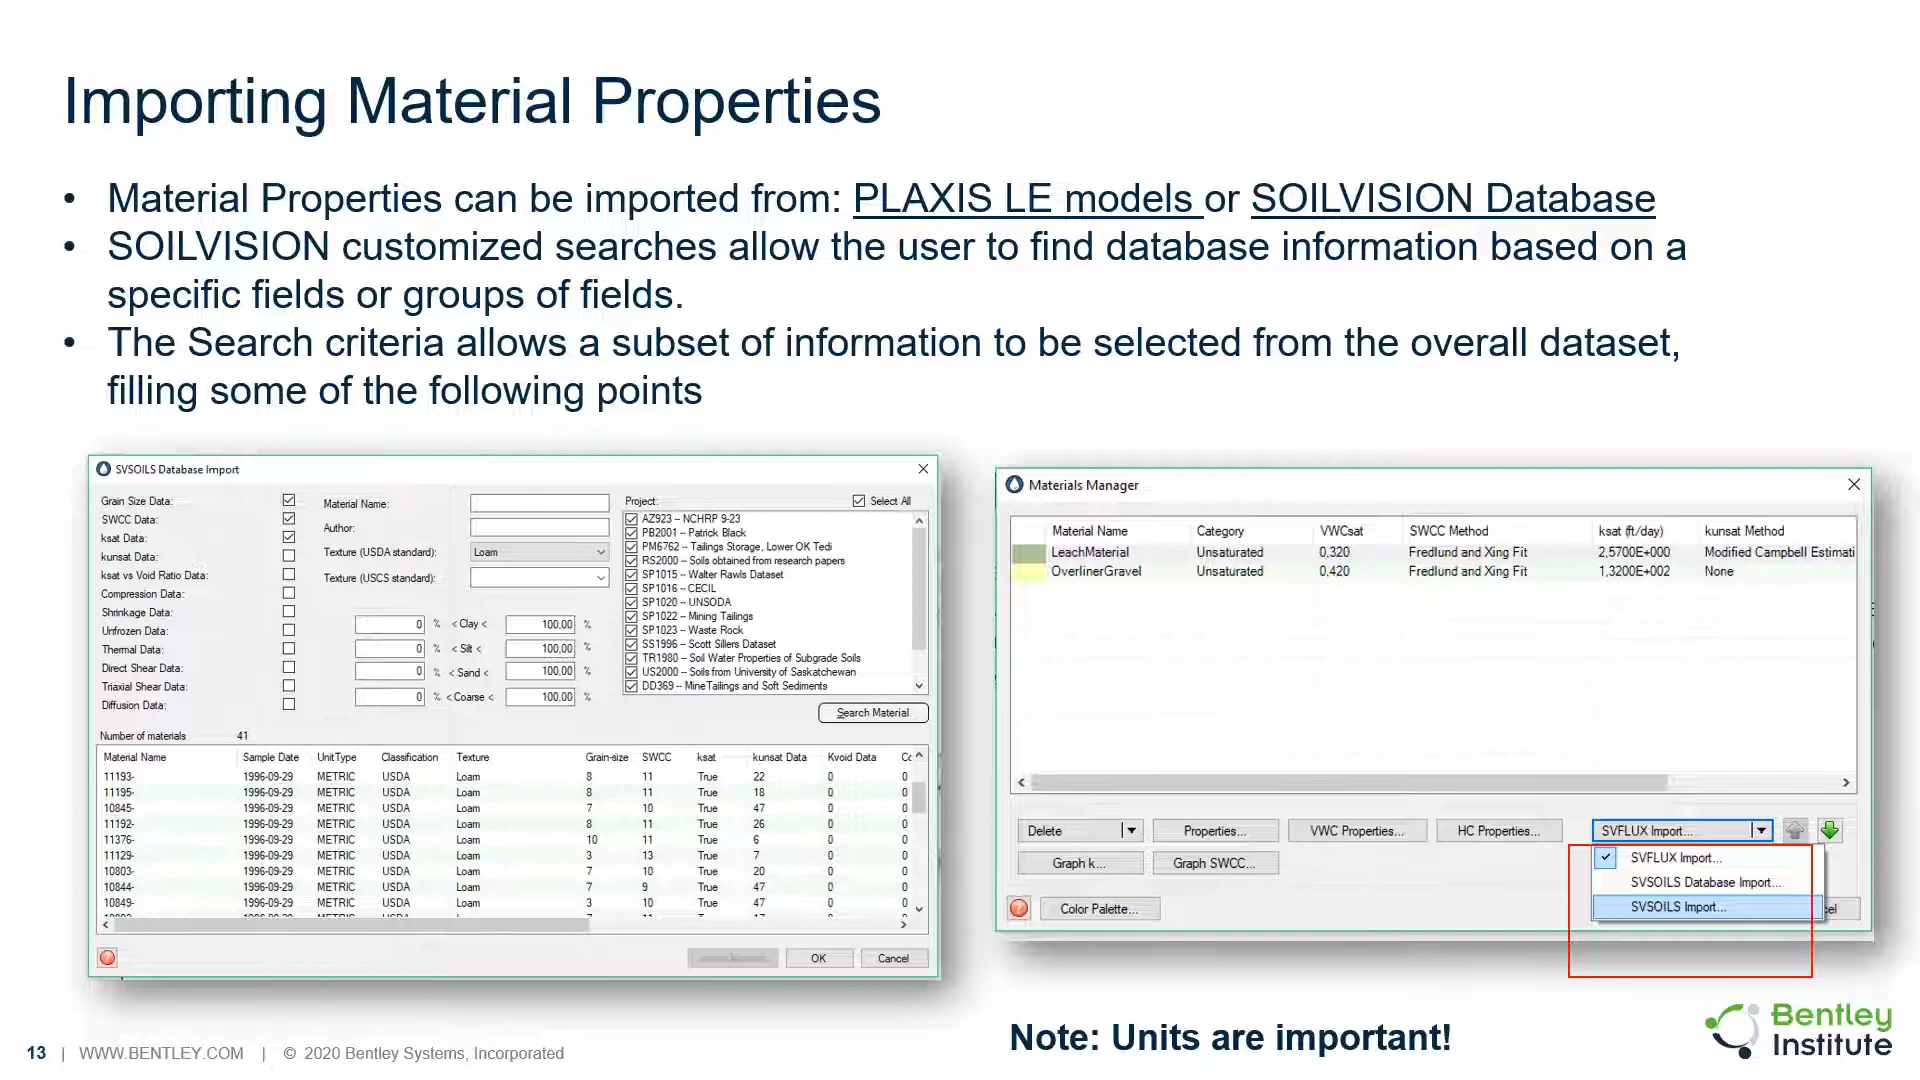 Importing Material Properties
• Material Properties can be imported from: PLAXIS LE models or SOILVISION Database
• SOILVISION customized searches allow the user to find database information based on a
specific fields or groups of fields.
• The Search criteria allows a subset of information to be selected from the overall dataset,
filling some of the following points
SVSOILS Database Import
Grain Size Data:
SWCC Data:
ksat Data:
kunsat Data:
ksat vs Void Ratio Data:
Compression Data:
Shrinkage Data:
Unfrozen Data:
Thermal Data:
Direct Shear Data:
Triaxial Shear Data:
Diffusion Data:
Material Name:
Author:
Texture (USDA standard): Loam
Texture (USCS standard):
0 % < Clay < 100,00 %
0 % < Silt < 100,00 %
0 % < Sand < 100,00 %
0 % < Coarse < 100,00 %
Project: Select All
AZ923 -- NCHRP 9-23
PB2001 -- Patrick Black
PM6762 -- Tailings Storage, Lower OK Tedi
RS2000 -- Soils obtained from research papers
SP1015 -- Walter Rawls Dataset
SP1016 -- CECIL
SP1020 -- UNSODA
SP1022 -- Mining Tailings
SP1023 -- Waste Rock
SS1996 -- Scott Sillers Dataset
TR1980 -- Soil Water Properties of Subgrade Soils
US2000 -- Soils from University of Saskatchewan
DD369 -- MineTailings and Soft Sediments
Search Material
Number of materials 41
Material Name Sample Date UnitType Classification Texture Grain-size SWCC ksat kunsat Data Kvoid Data Cc
11193- 1996-09-29 METRIC USDA Loam 8 11 True 22 0 0
11195- 1996-09-29 METRIC USDA Loam 8 11 True 18 0 0
10845- 1996-09-29 METRIC USDA Loam 7 10 True 47 0 0
11192- 1996-09-29 METRIC USDA Loam 8 11 True 26 0 0
11376- 1996-09-29 METRIC USDA Loam 10 11 True 6 0 0
11129- 1996-09-29 METRIC USDA Loam 3 13 True 7 0 0
10803- 1996-09-29 METRIC USDA Loam 7 10 True 20 0 0
10844- 1996-09-29 METRIC USDA Loam 7 9 True 47 0 0
10849- 1996-09-29 METRIC USDA Loam 3 10 True 47 0 0
OK Cancel
Materials Manager
Material Name Category VWCsat SWCC Method ksat (ft/day) kunsat Method
LeachMaterial Unsaturated 0,320 Fredlund and Xing Fit 2,5700E+000 Modified Campbell Estimati
OverlinerGravel Unsaturated 0,420 Fredlund and Xing Fit 1,3200E+002 None
Delete Properties... VWC Properties... HC Properties... SVFLUX Import...
Graph k... Graph SWCC...
SVFLUX Import...
SVSOILS Database Import...
SVSOILS Import...
Color Palette...
Note: Units are important!
13 | WWW.BENTLEY.COM | © 2020 Bentley Systems, Incorporated
Bentley
Institute